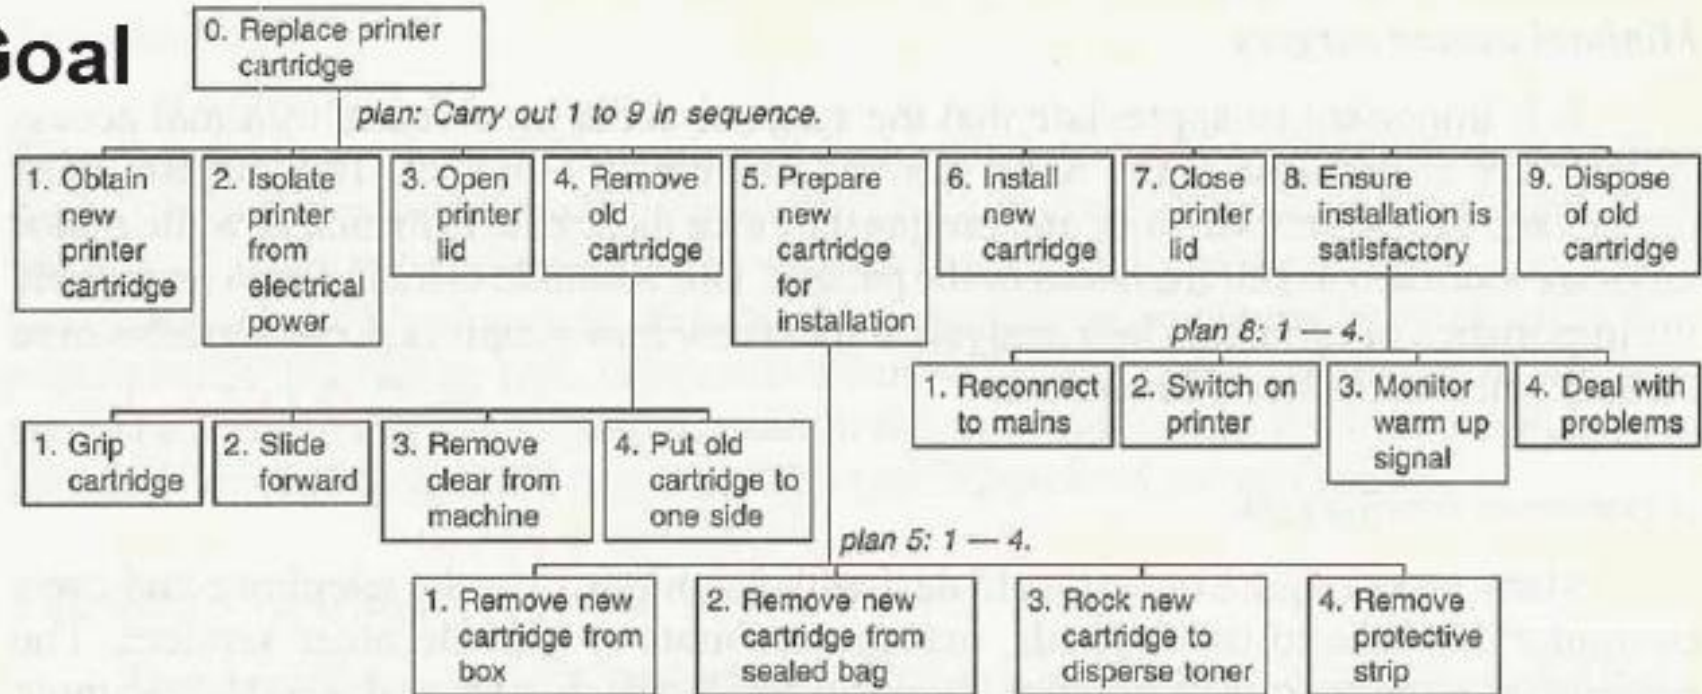 Goal
0. Replace printer
cartridge
plan: Carry out 1 to 9 in sequence.
1. Obtain
new
printer
cartridge
2. Isolate
printer
from
electrical
power
3. Open
printer
lid
4. Remove
old
cartridge
5. Prepare
new
cartridge
for
installation
6. Install
new
cartridge
7. Close
printer
lid
8. Ensure
installation is
satisfactory
9. Dispose
of old
cartridge
plan 8: 1 — 4.
1. Reconnect
to mains
2. Switch on
printer
3. Monitor
warm up
signal
4. Deal with
problems
1. Grip
cartridge
2. Slide
forward
3. Remove
clear from
machine
4. Put old
cartridge to
one side
plan 5: 1 — 4.
1. Remove new
cartridge from
box
2. Remove new
cartridge from
sealed bag
3. Rock new
cartridge to
disperse toner
4. Remove
protective
strip